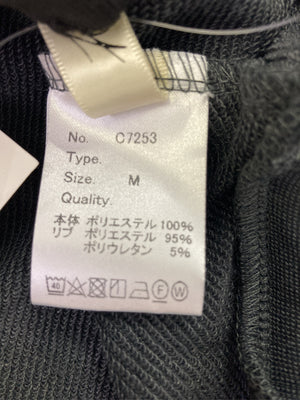 No. C7253
Type.
Size. M
Quality.
本体 ポリエステル 100%
リブ ポリエステル 95%
ポリウレタン 5%
40 F W